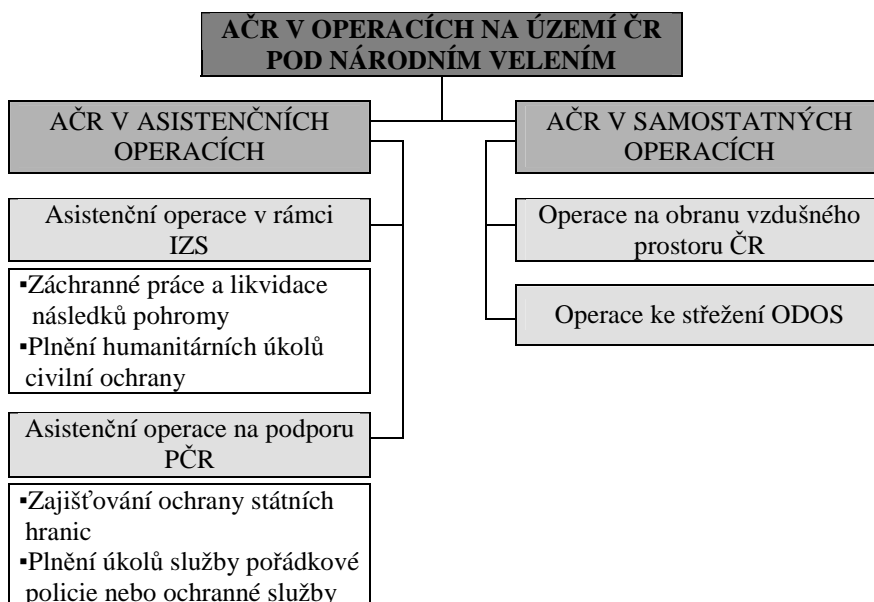 AČR V OPERACÍCH NA ÚZEMÍ ČR
POD NÁRODNÍM VELENÍM
AČR V ASISTENČNÍCH
OPERACÍCH
Asistenční operace v rámci
IZS
▪Záchranné práce a likvidace
následků pohromy
▪Plnění humanitárních úkolů
civilní ochrany
Asistenční operace na podporu
PČR
▪Zajišťování ochrany státních
hranic
▪Plnění úkolů služby pořádkové
policie nebo ochranné služby
AČR V SAMOSTATNÝCH
OPERACÍCH
Operace na obranu vzdušného
prostoru ČR
Operace ke střežení ODOS